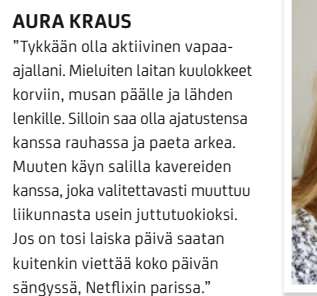 AURA KRAUS
"Tykkään olla aktiivinen vapaa-
ajallani. Mieluiten laitan kuulokkeet
korviin, musan päälle ja lähden
lenkille. Silloin saa olla ajatustensa
kanssa rauhassa ja paeta arkea.
Muuten käyn salilla kavereiden
kanssa, joka valitettavasti muuttuu
liikunnasta usein juttutuokioksi.
Jos on tosi laiska päivä saatan
kuitenkin viettää koko päivän
sängyssä, Netflixin parissa."